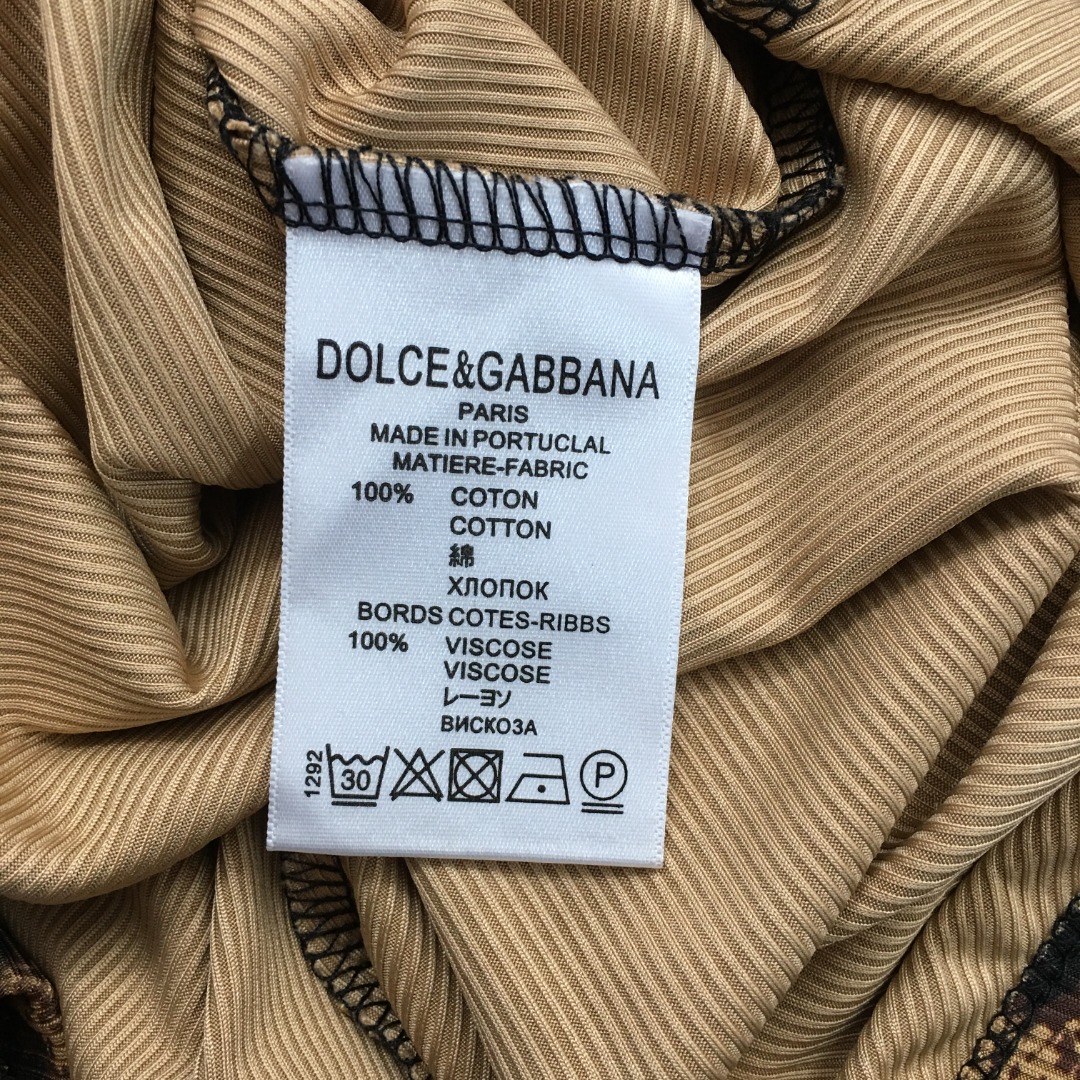 DOLCE&GABBANA
PARIS
MADE IN PORTUCLAL
MATIERE-FABRIC
100% COTON
COTTON
綿
ХЛОПОК
BORDS COTES-RIBBS
100% VISCOSE
VISCOSE
レーヨソ
ВИСКОЗА
1292
30
P